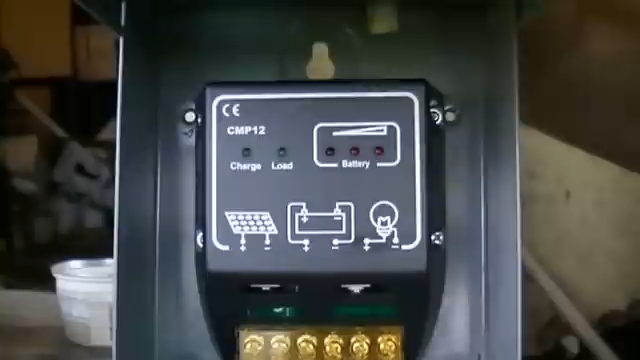 CE
CMP12
Charge Load Battery
+ − + − + −